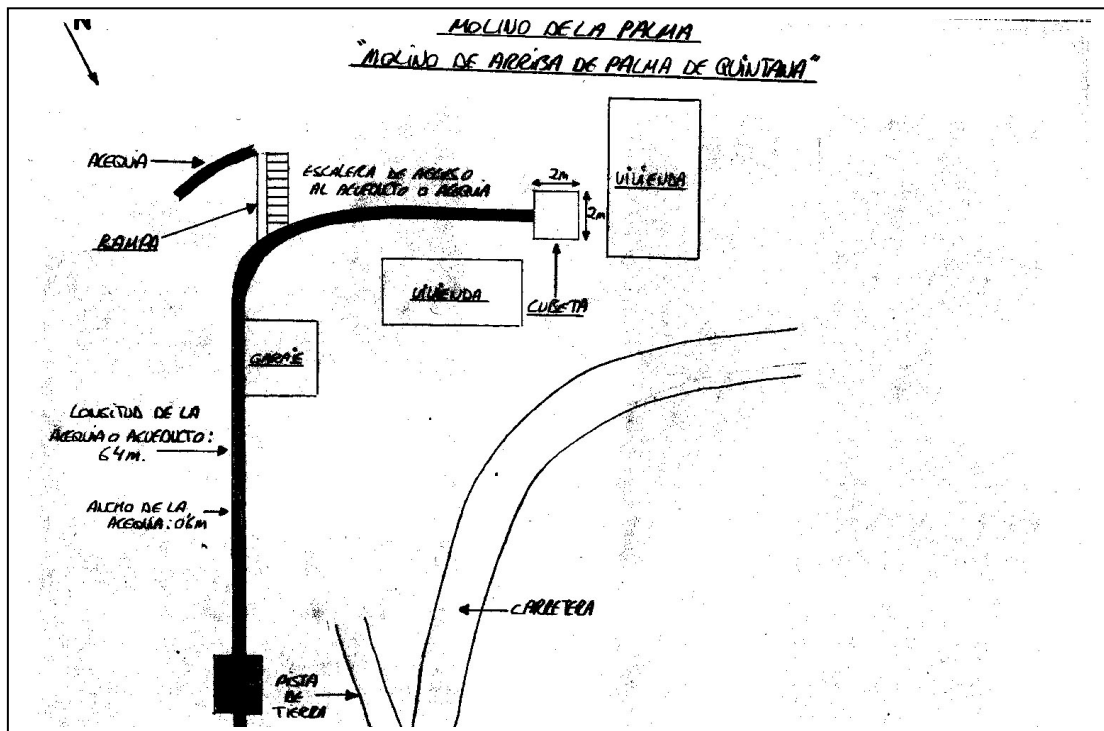 N
MOLINO DE LA PALMA
"MOLINO DE ARRIBA DE PALMA DE QUINTANA"
ACEQUIA
ESCALERA DE ACCESO
AL ACUEDUCTO O ACEQUIA
RAMPA
2m
2m
VIVIENDA
VIVIENDA
CUBETA
GARAJE
LONGITUD DE LA
ACEQUIA O ACUEDUCTO:
64m.
ANCHO DE LA
ACEQUIA:
CARRETERA
PISTA
DE
TIERRA